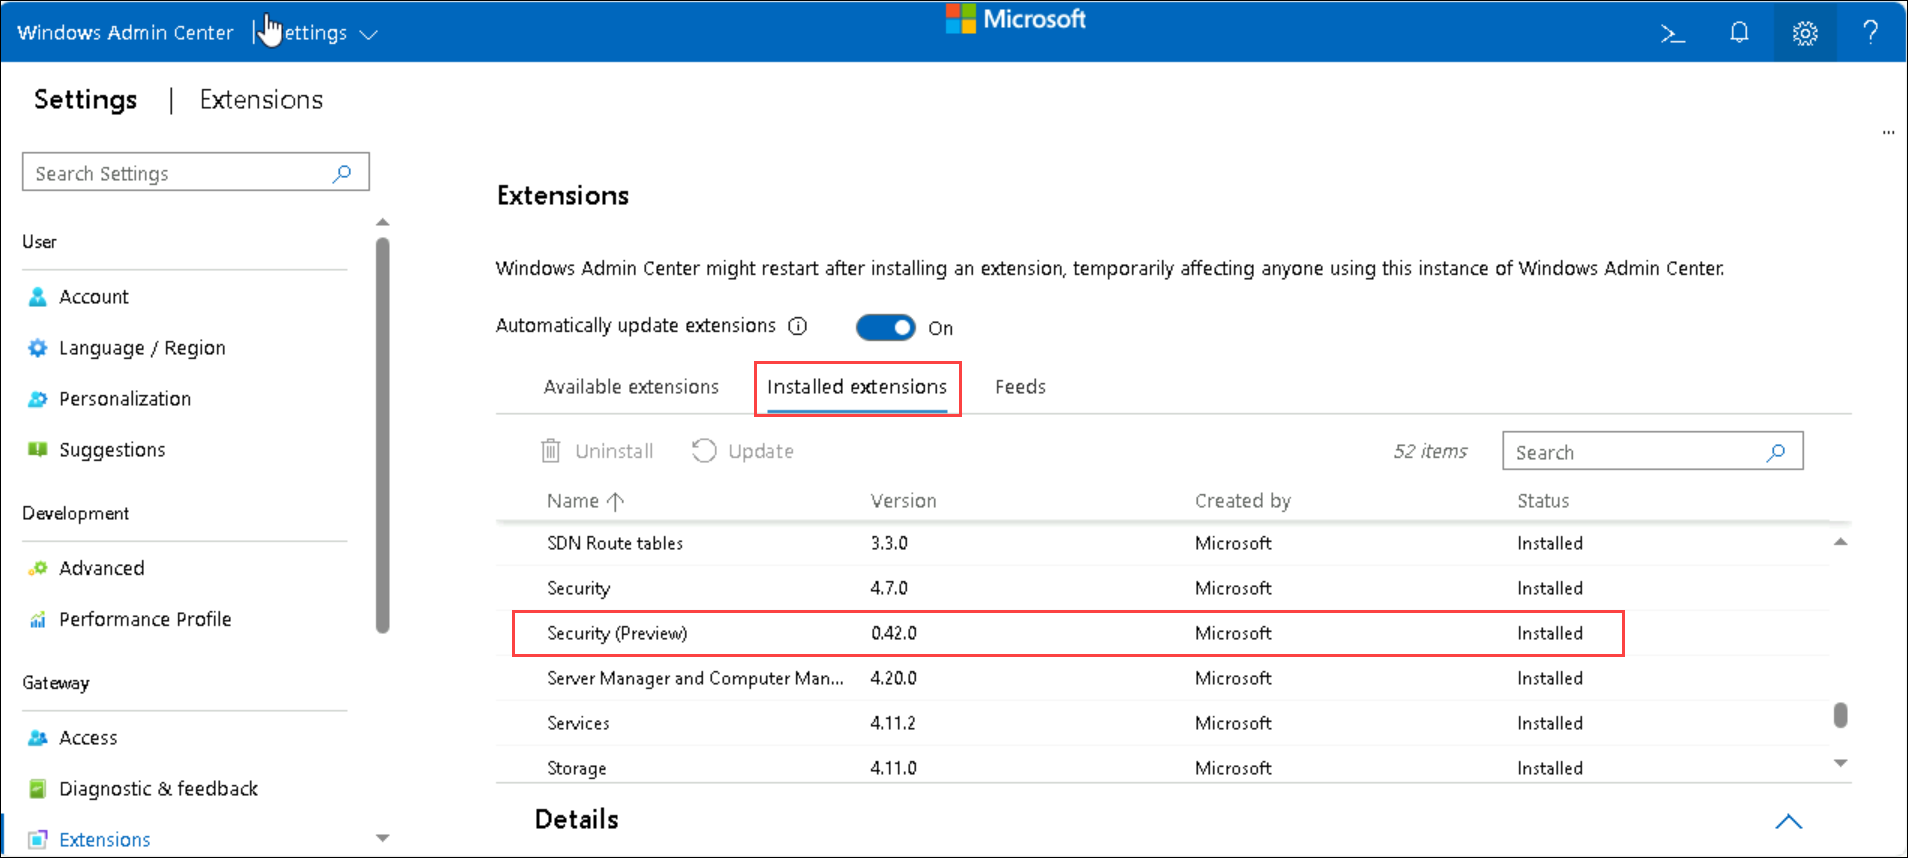 Windows Admin Center | ettings
Microsoft
>_
?
Settings | Extensions
...
Search Settings
User
Account
Language / Region
Personalization
Suggestions
Development
Advanced
Performance Profile
Gateway
Access
Diagnostic & feedback
Extensions
Extensions
Windows Admin Center might restart after installing an extension, temporarily affecting anyone using this instance of Windows Admin Center.
Automatically update extensions On
Available extensions Installed extensions Feeds
Uninstall Update 52 items Search
Name Version Created by Status
SDN Route tables 3.3.0 Microsoft Installed
Security 4.7.0 Microsoft Installed
Security (Preview) 0.42.0 Microsoft Installed
Server Manager and Computer Man... 4.20.0 Microsoft Installed
Services 4.11.2 Microsoft Installed
Storage 4.11.0 Microsoft Installed
Details